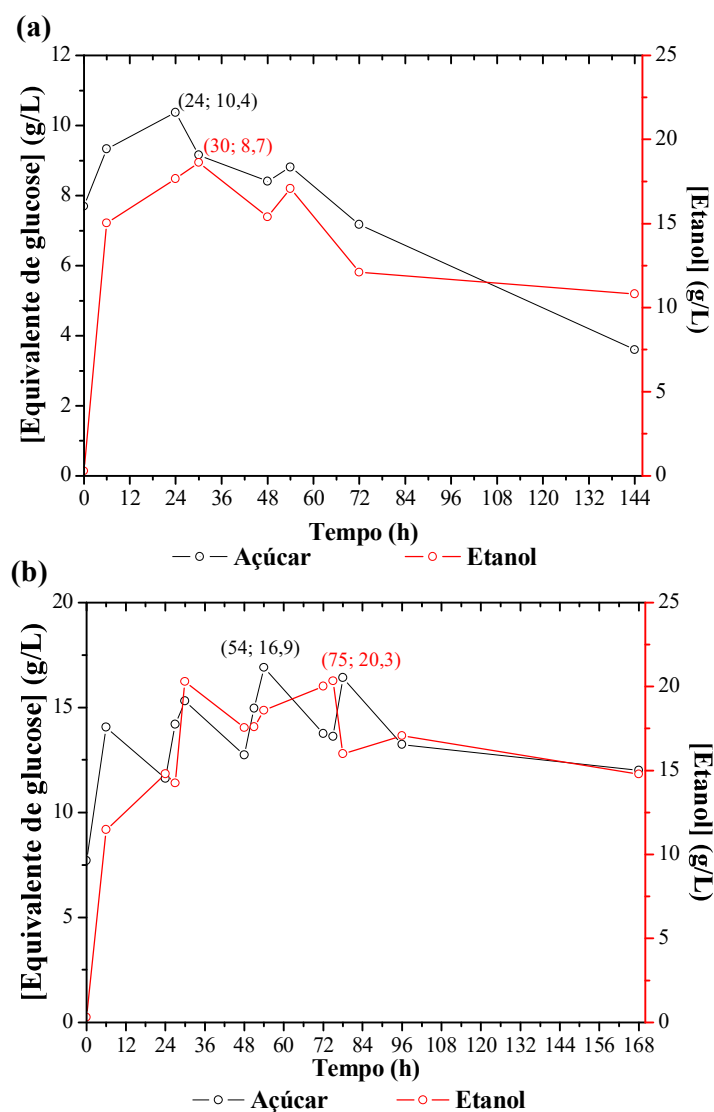 (a)
12
10
8
6
4
2
0
[Equivalente de glucose] (g/L)
25
20
15
10
5
0
[Etanol] (g/L)
(24; 10,4)
(30; 8,7)
0 12 24 36 48 60 72 84 96 108 120 132 144
Tempo (h)
Açúcar Etanol
(b)
20
15
10
5
0
[Equivalente de glucose] (g/L)
25
20
15
10
5
0
[Etanol] (g/L)
(54; 16,9) (75; 20,3)
0 12 24 36 48 60 72 84 96 108 120 132 144 156 168
Tempo (h)
Açúcar Etanol